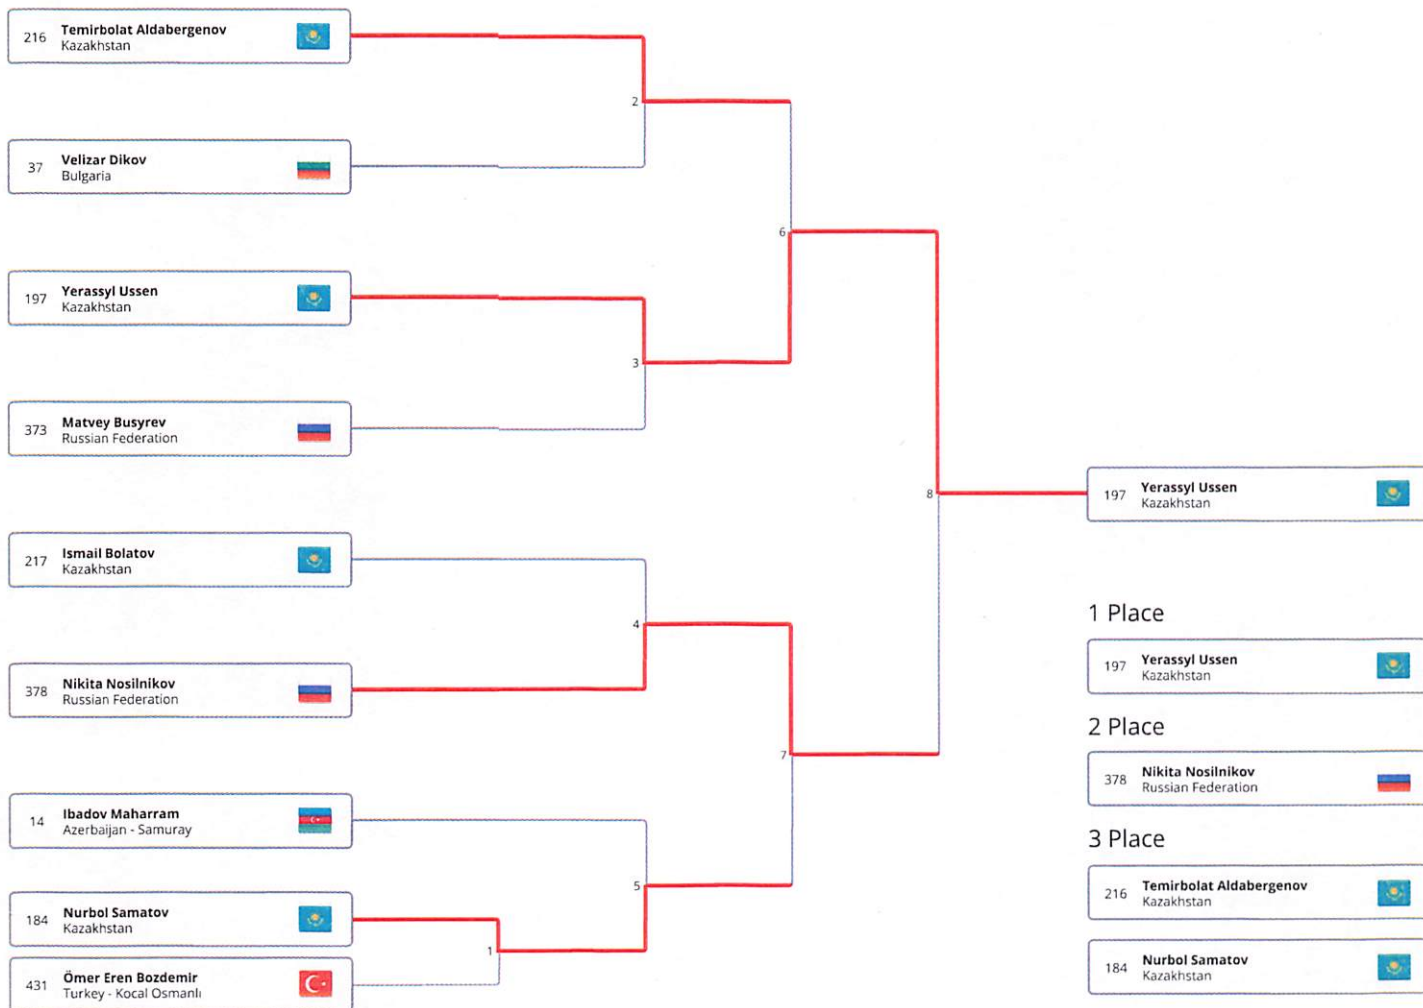 216 Temirbolat Aldabergenov
Kazakhstan
2
37 Velizar Dikov
Bulgaria
6
197 Yerassyl Ussen
Kazakhstan
3
373 Matvey Busyrev
Russian Federation
8
197 Yerassyl Ussen
Kazakhstan
217 Ismail Bolatov
Kazakhstan
4
378 Nikita Nosilnikov
Russian Federation
7
14 Ibadov Maharram
Azerbaijan - Samuray
5
184 Nurbol Samatov
Kazakhstan
1
431 Ömer Eren Bozdemir
Turkey - Kocal Osmanlı
1 Place
197 Yerassyl Ussen
Kazakhstan
2 Place
378 Nikita Nosilnikov
Russian Federation
3 Place
216 Temirbolat Aldabergenov
Kazakhstan
184 Nurbol Samatov
Kazakhstan